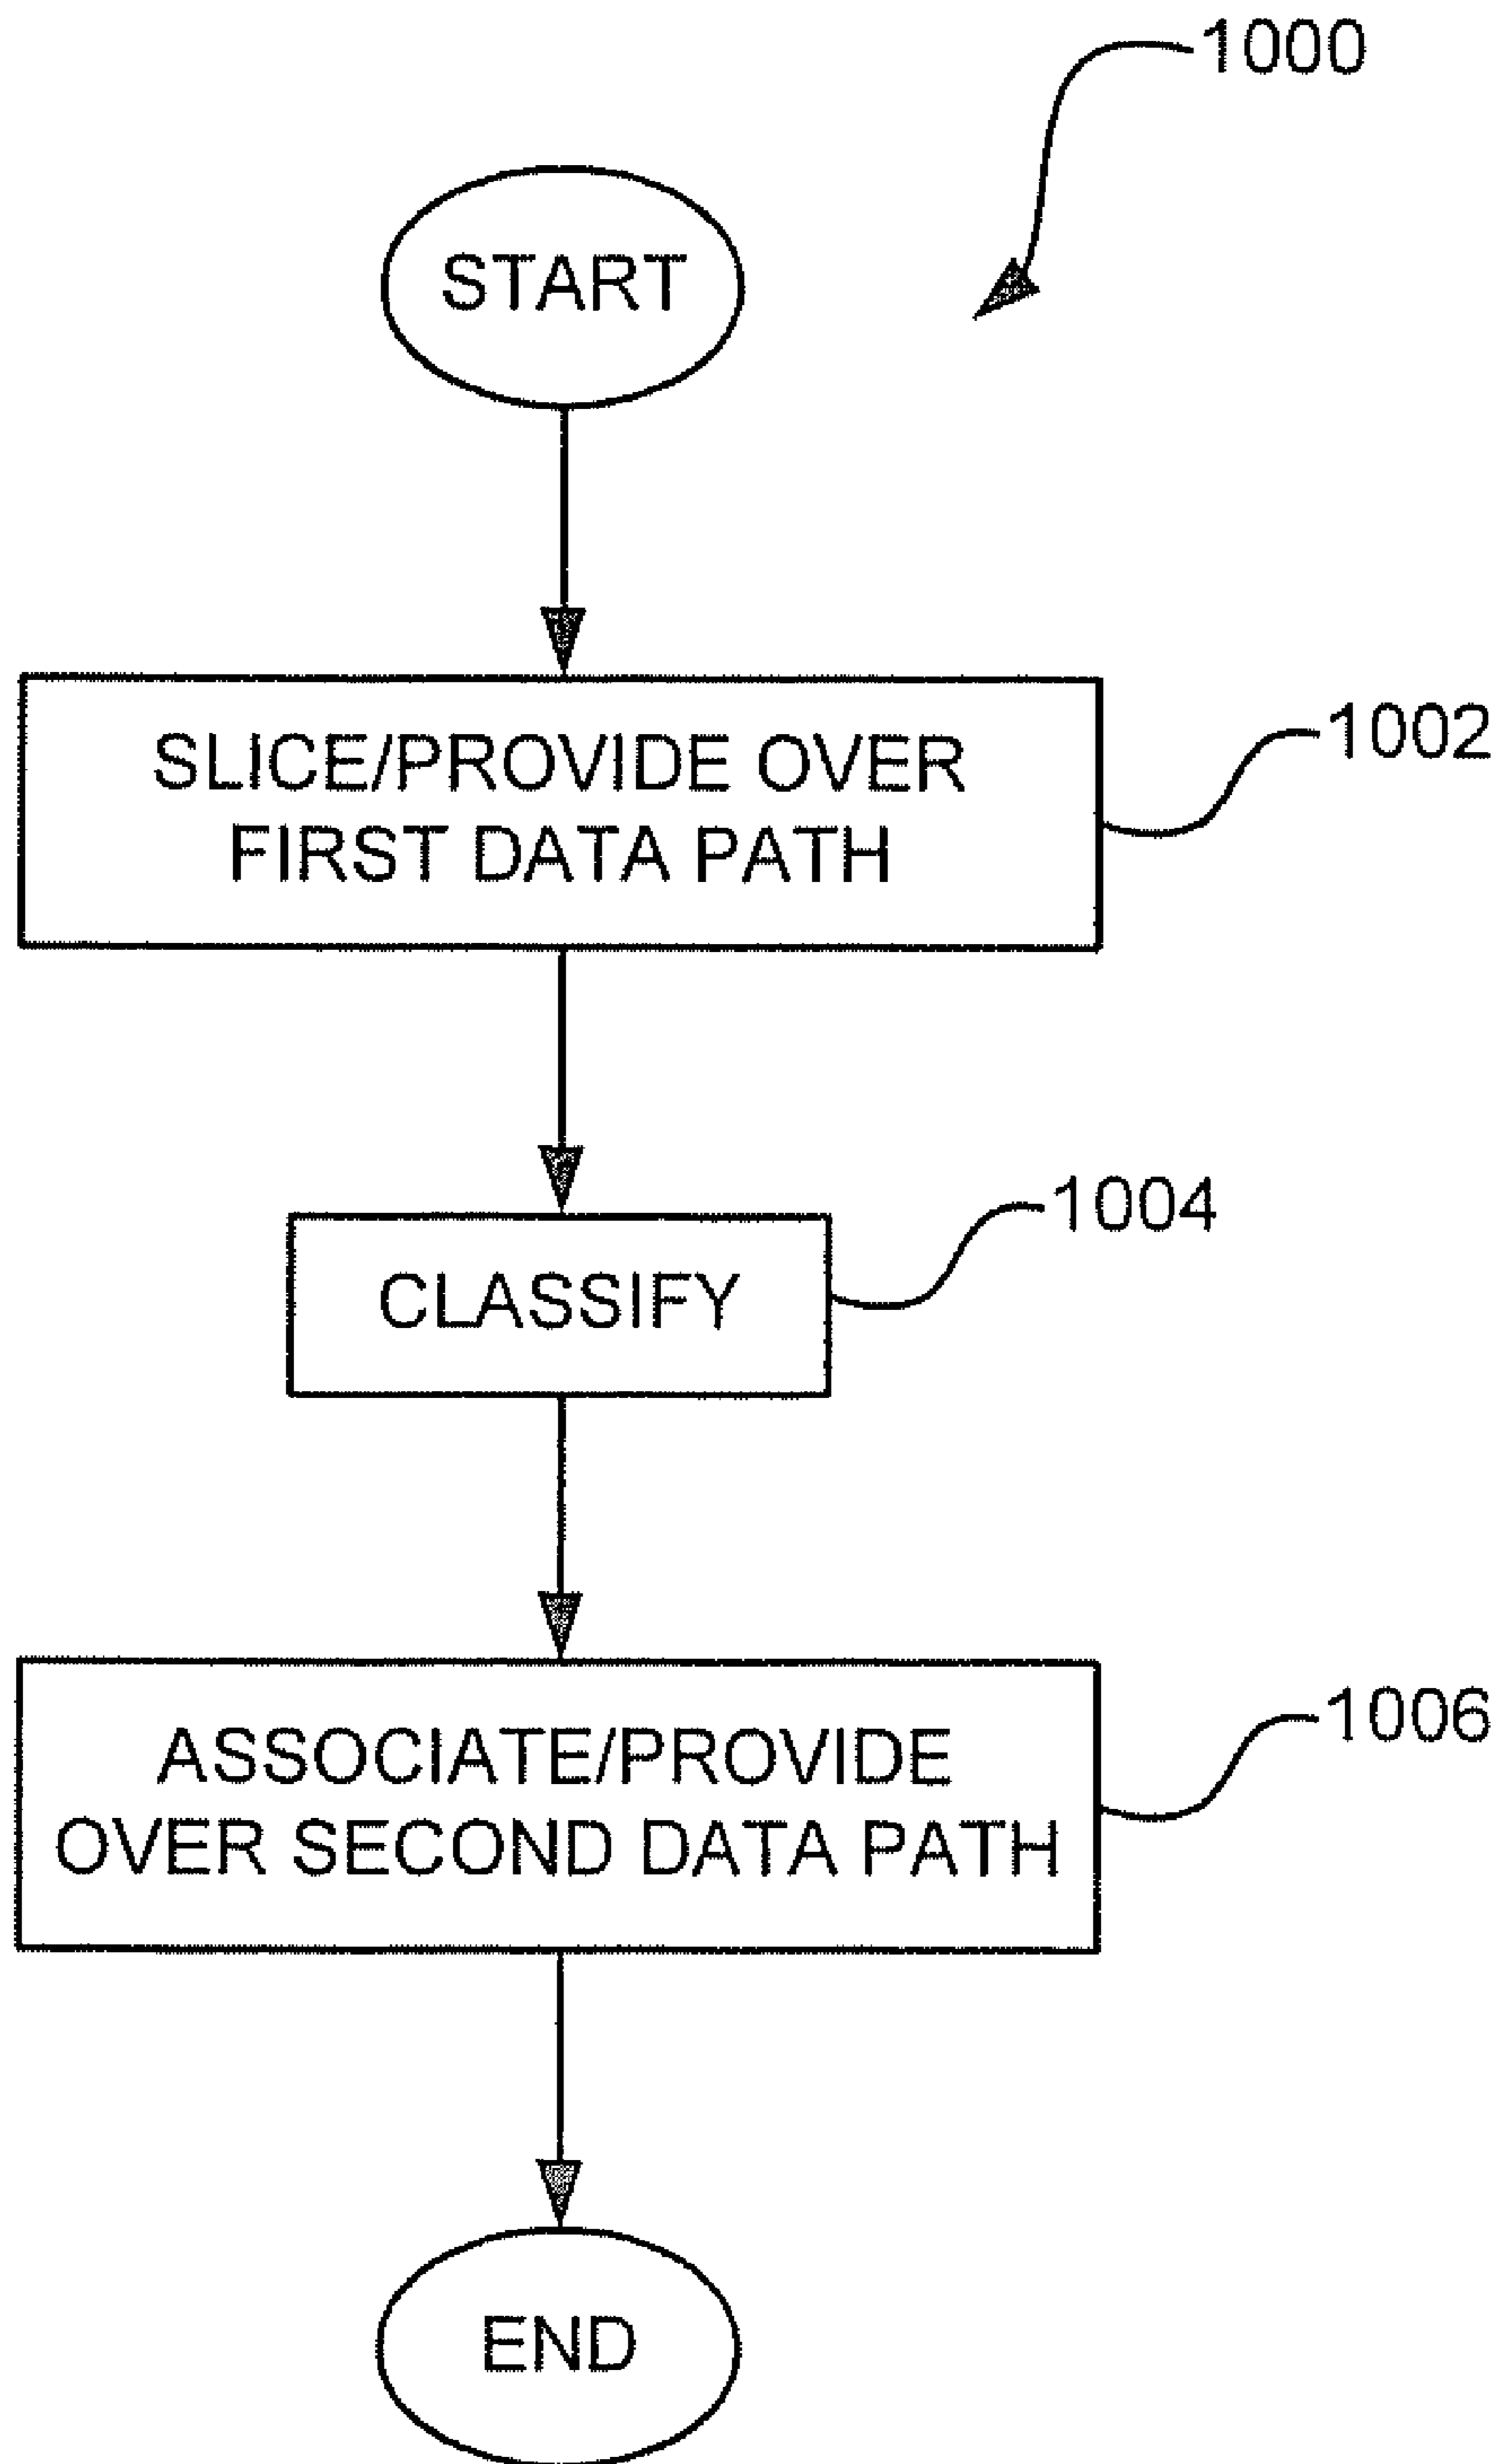 1000
START
SLICE/PROVIDE OVER
FIRST DATA PATH
1002
CLASSIFY
1004
ASSOCIATE/PROVIDE
OVER SECOND DATA PATH
1006
END